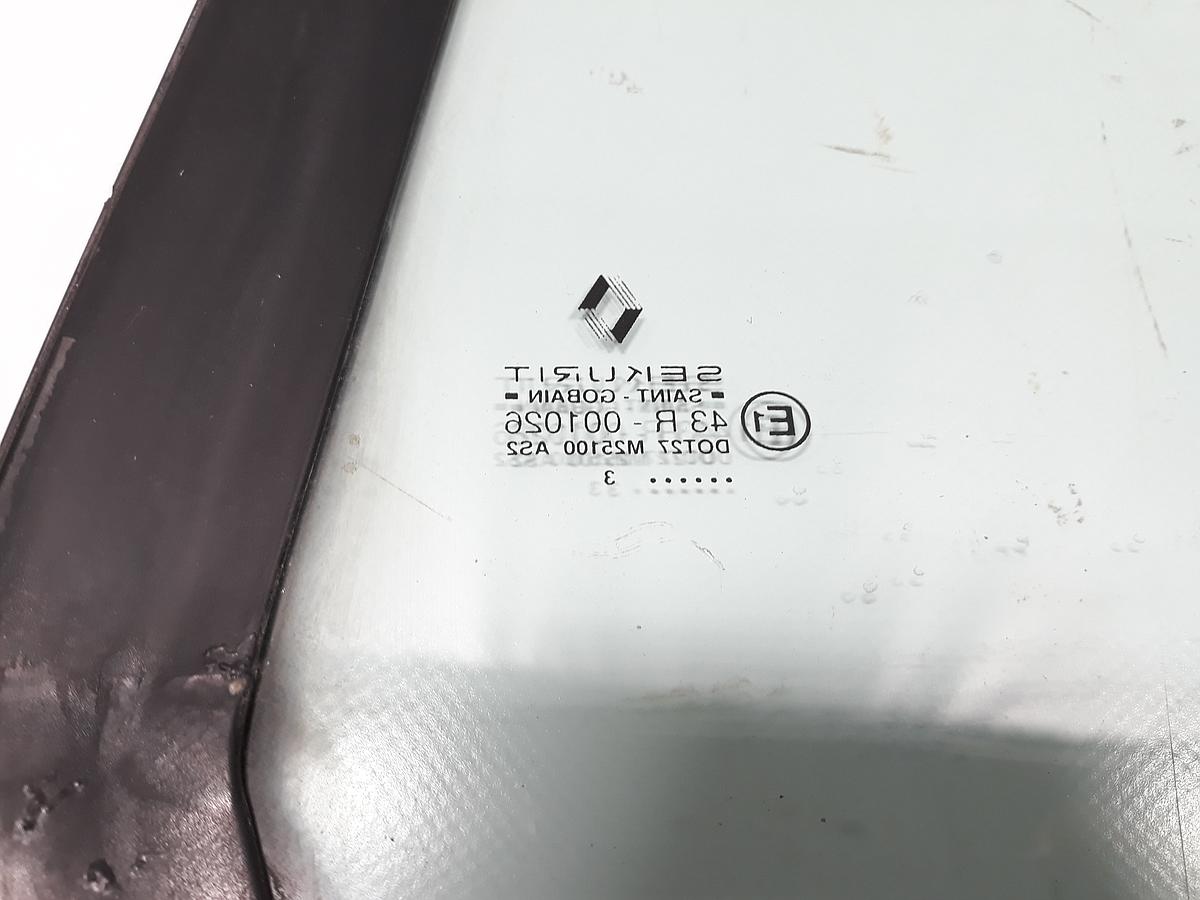 SEKURIT
SAINT - GOBAIN
43 R - 001026
E1
DOT27 M25100 AS2
...... 3